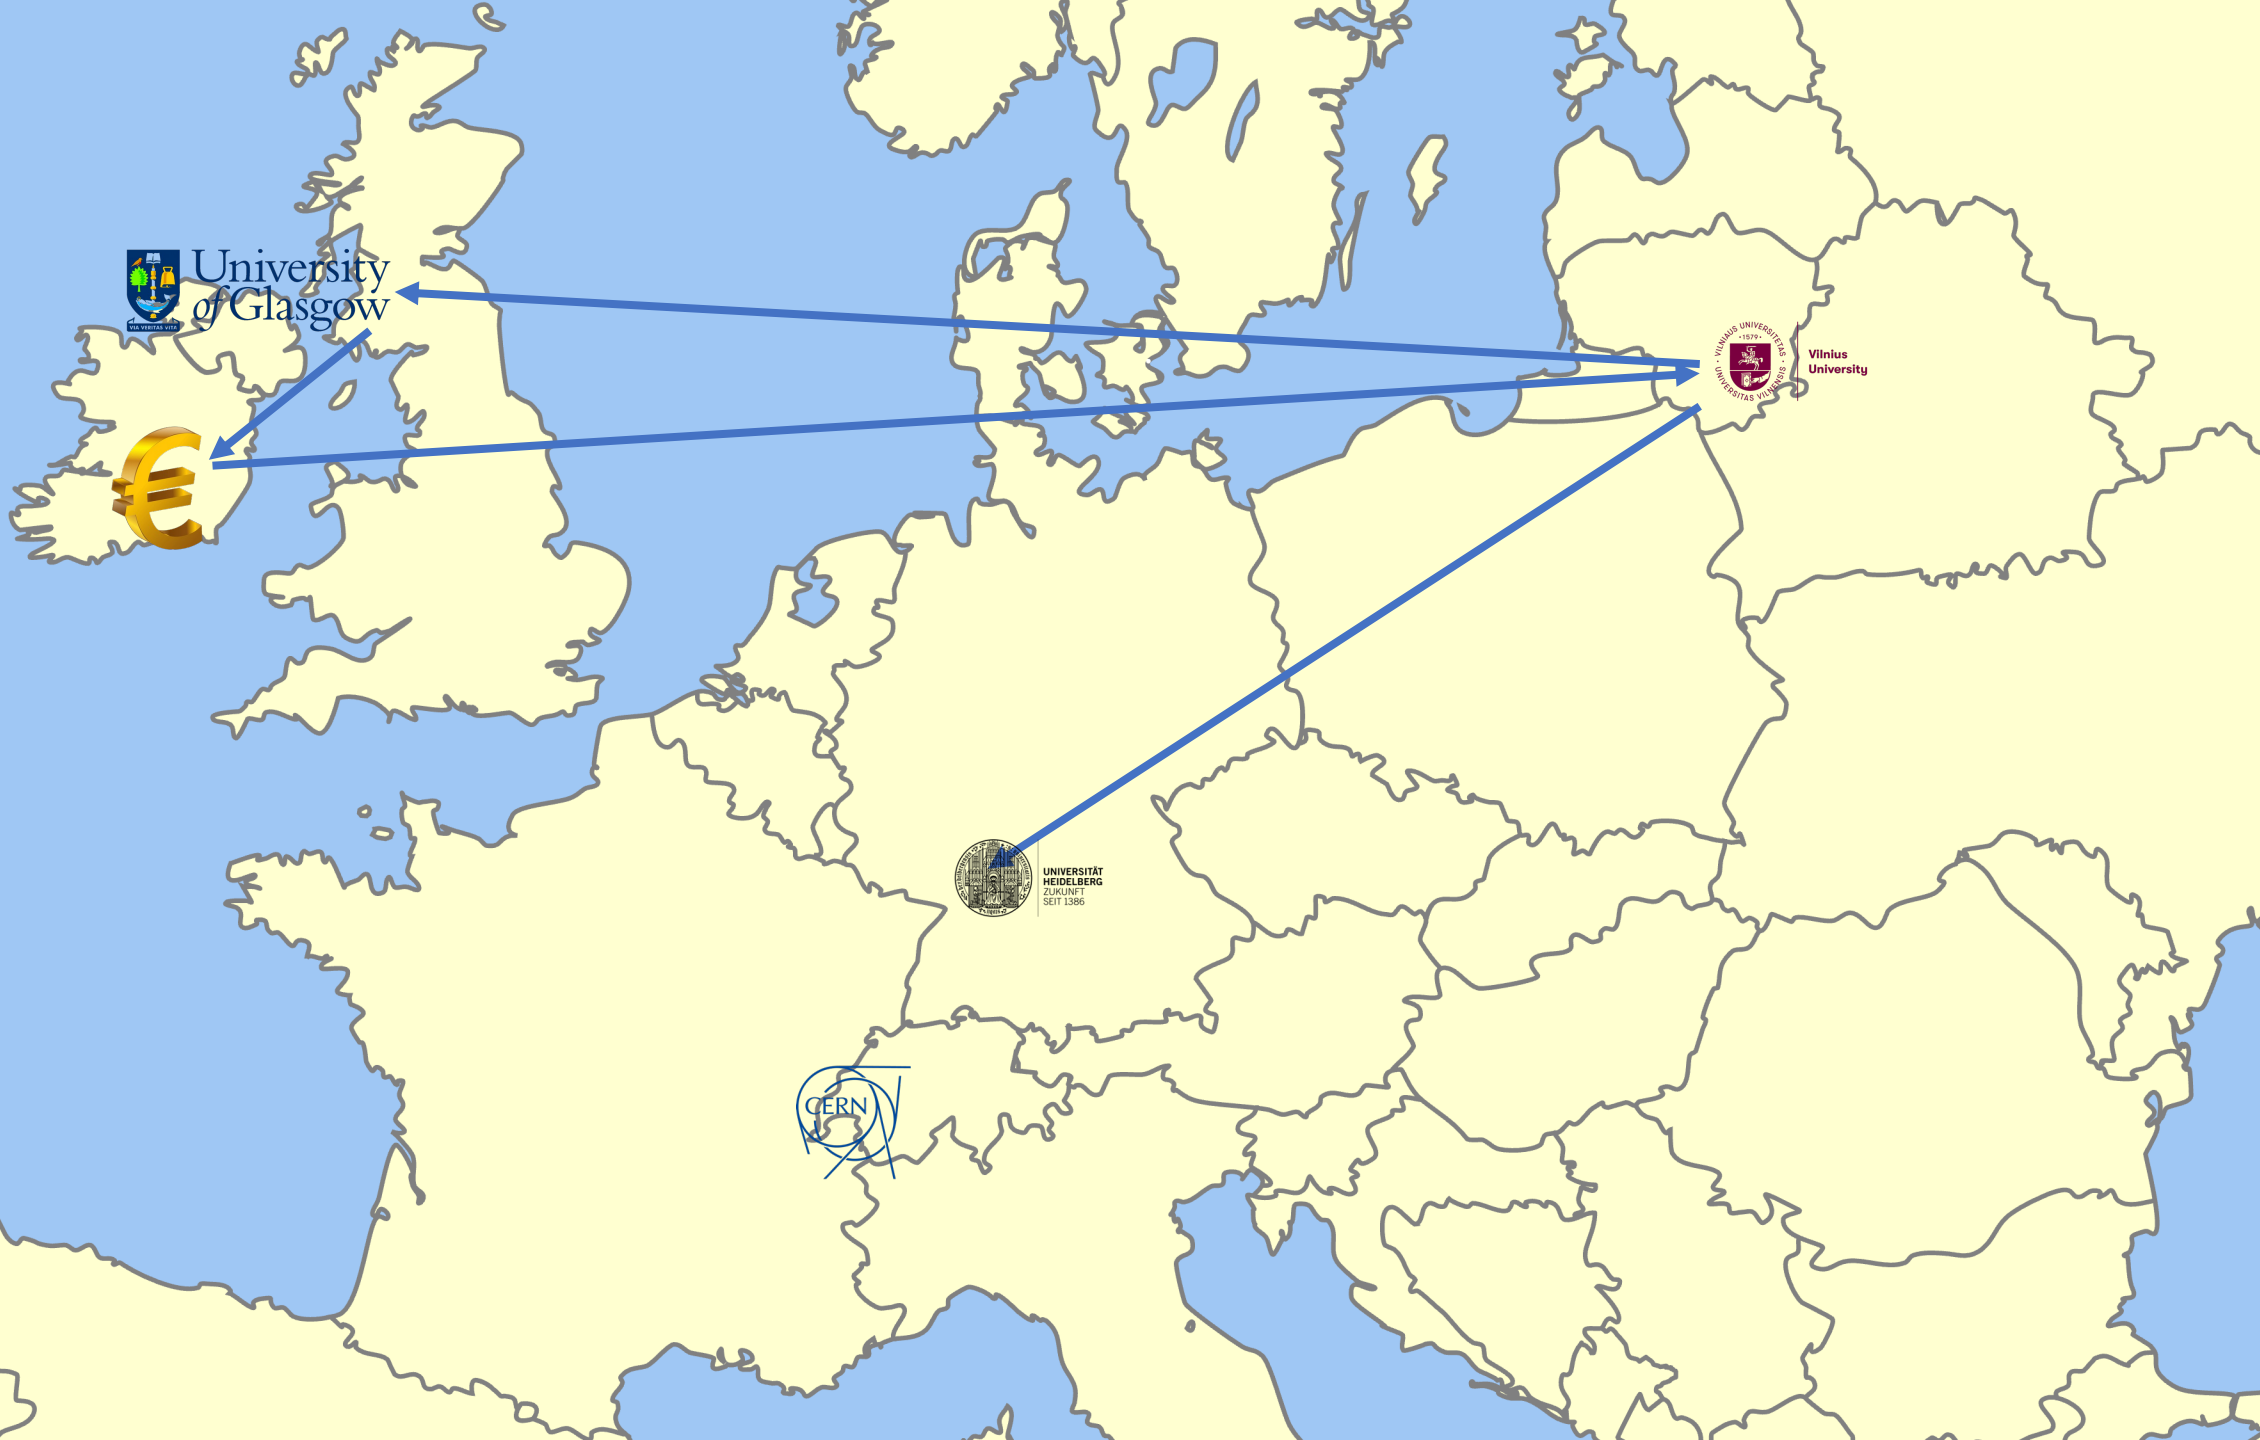 University
of Glasgow
VIA VERITAS VITA
VILNIAUS UNIVERSITETAS
·1579·
UNIVERSITAS VILNENSIS
Vilnius
University
UNIVERSITÄT
HEIDELBERG
ZUKUNFT
SEIT 1386
CERN